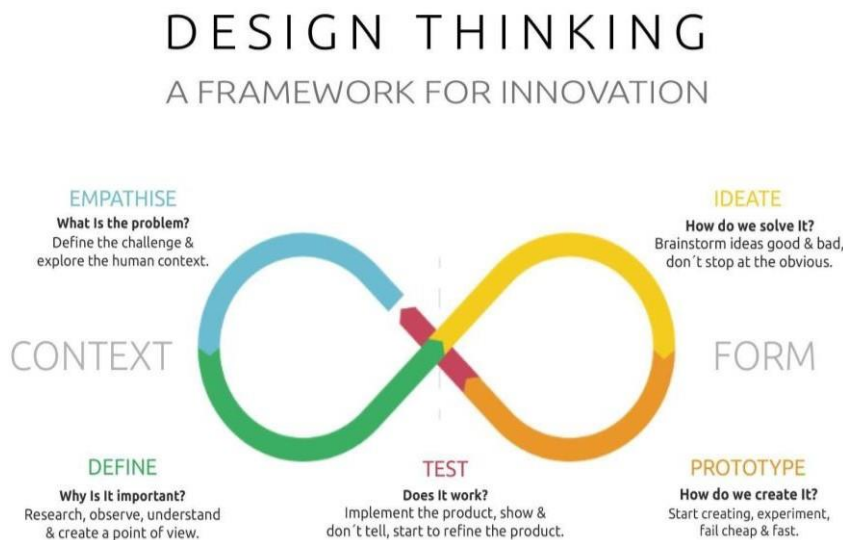 DESIGN THINKING
A FRAMEWORK FOR INNOVATION
EMPATHISE
What Is the problem?
Define the challenge &
explore the human context.
IDEATE
How do we solve It?
Brainstorm ideas good & bad,
don´t stop at the obvious.
CONTEXT
FORM
DEFINE
Why Is It important?
Research, observe, understand
& create a point of view.
TEST
Does It work?
Implement the product, show &
don´t tell, start to refine the product.
PROTOTYPE
How do we create It?
Start creating, experiment,
fail cheap & fast.